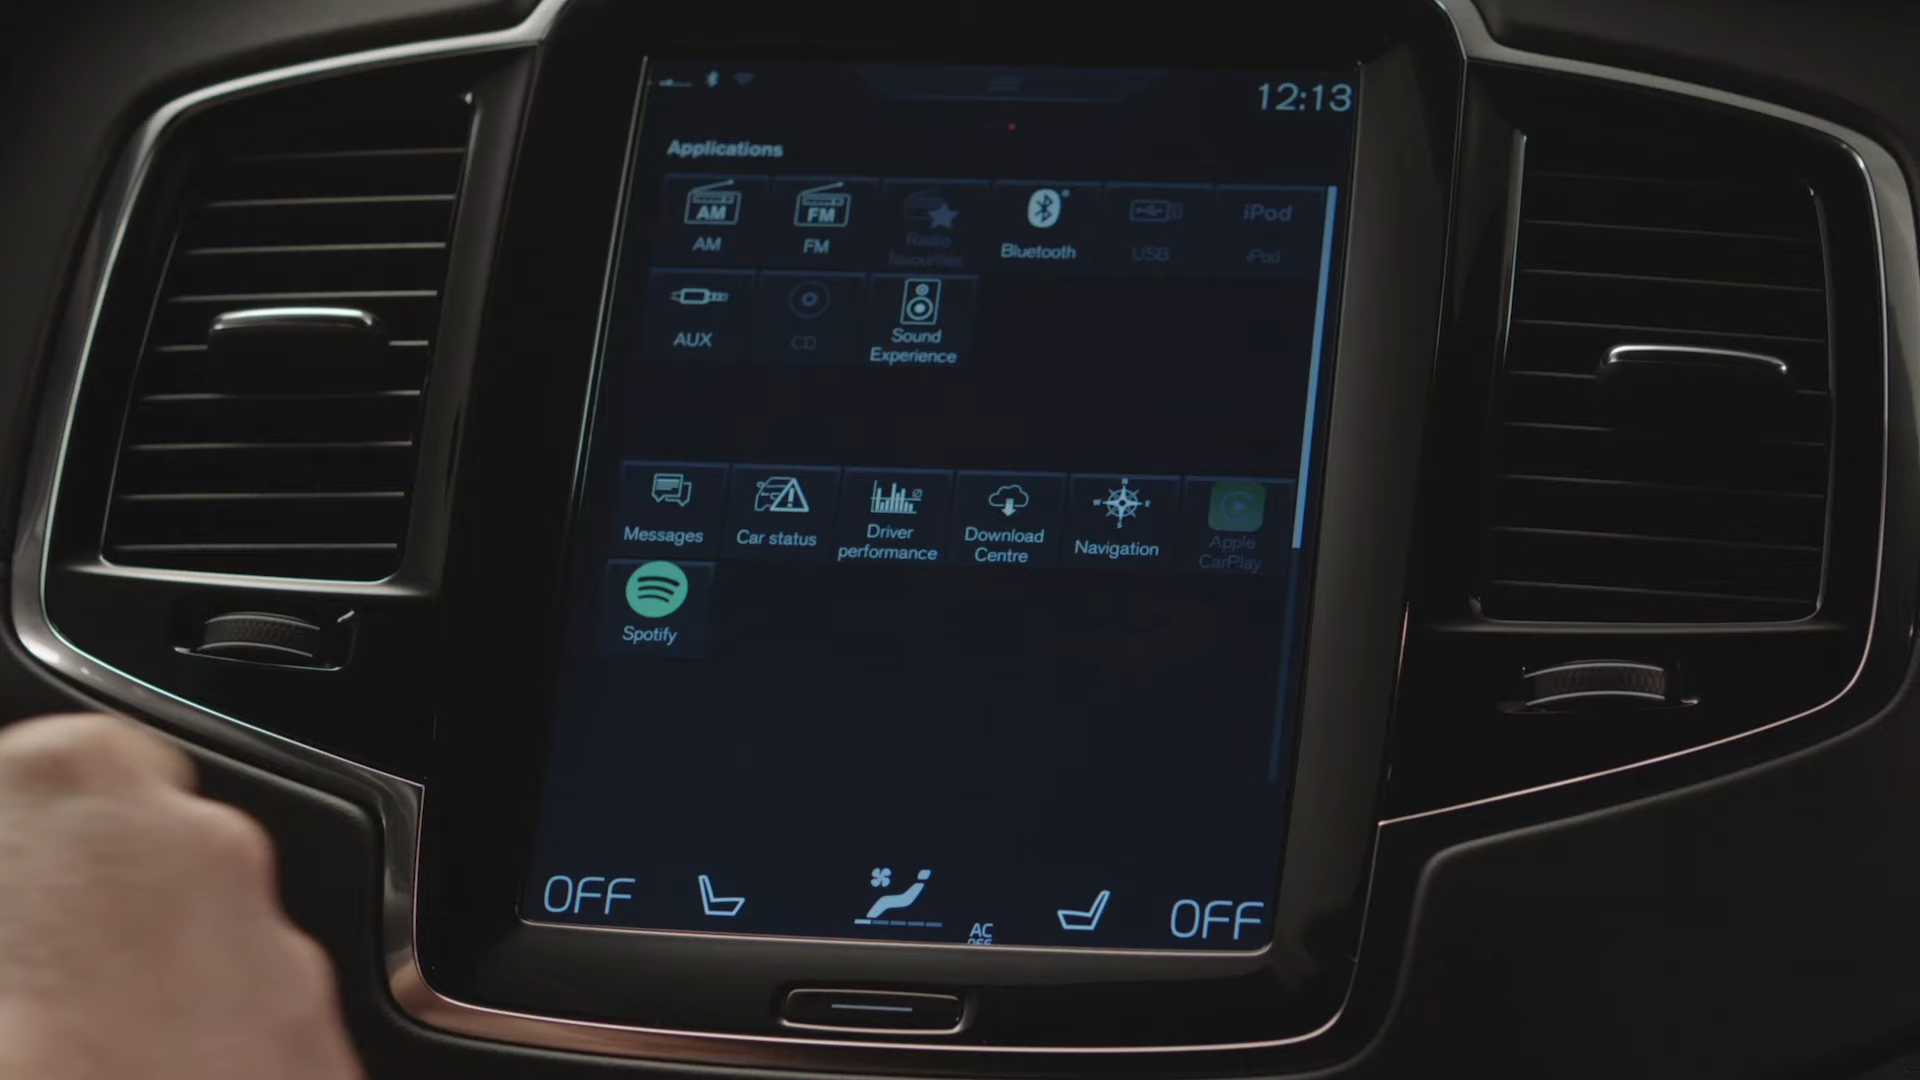 12:13
Applications
AM
FM
iPod
AM
FM
Radio
favourites
Bluetooth
USB
iPod
AUX
CD
Sound
Experience
N
W E
S
Messages
Car status
Driver
performance
Download
Centre
Navigation
Apple
CarPlay
Spotify
OFF
AC
OFF
OFF